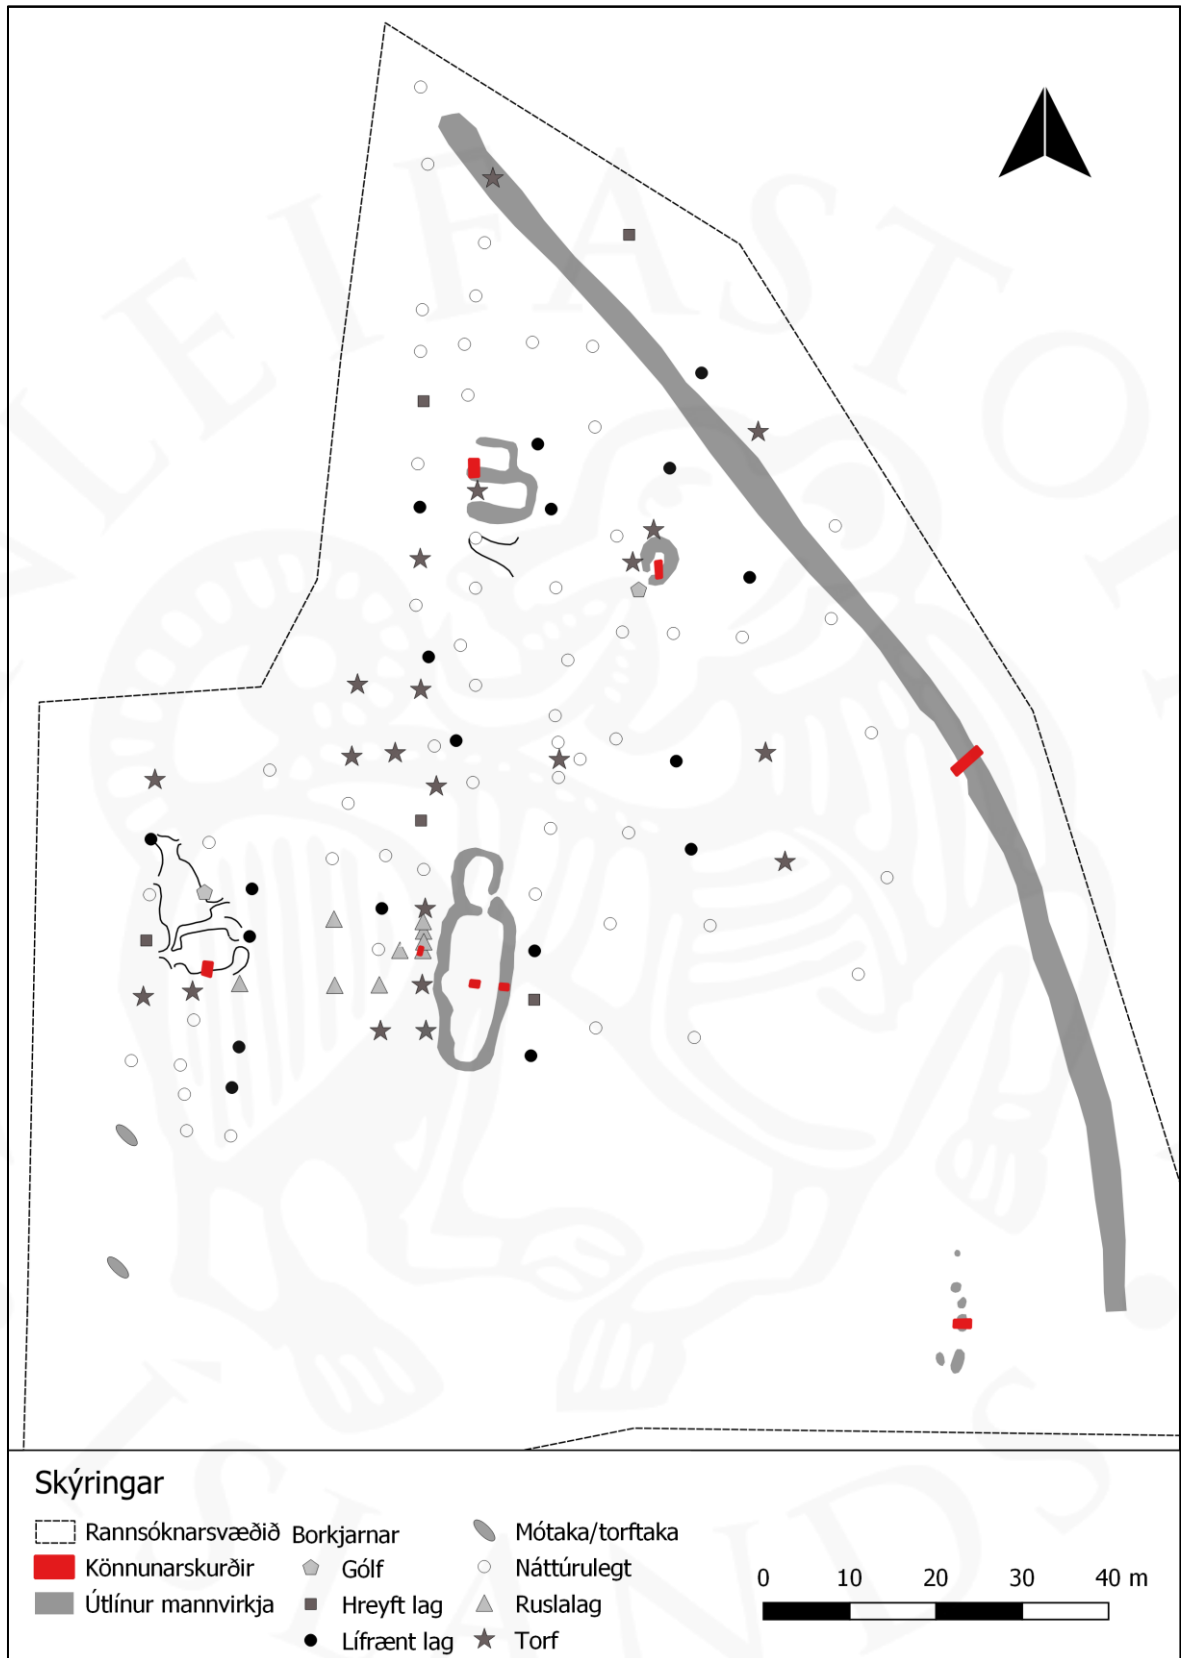 Skýringar
Rannsóknarsvæðið
Könnunarskurðir
Útlínur mannvirkja
Borkjarnar
Gólf
Hreyft lag
Lífrænt lag
Mótaka/torftaka
Náttúrulegt
Ruslalag
Torf
0 10 20 30 40 m